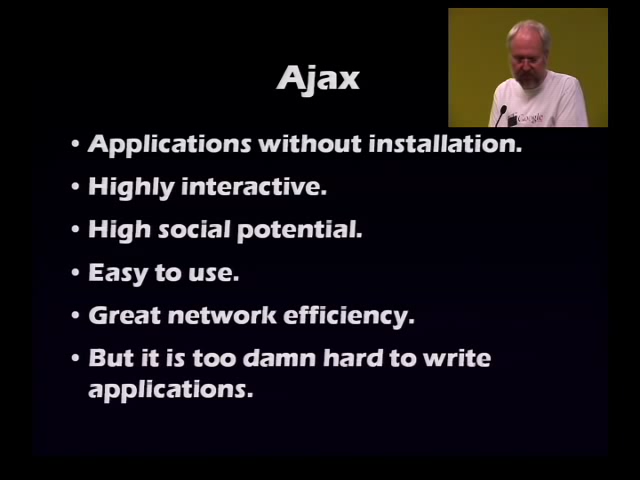 Ajax
• Applications without installation.
• Highly interactive.
• High social potential.
• Easy to use.
• Great network efficiency.
• But it is too damn hard to write
applications.
Google